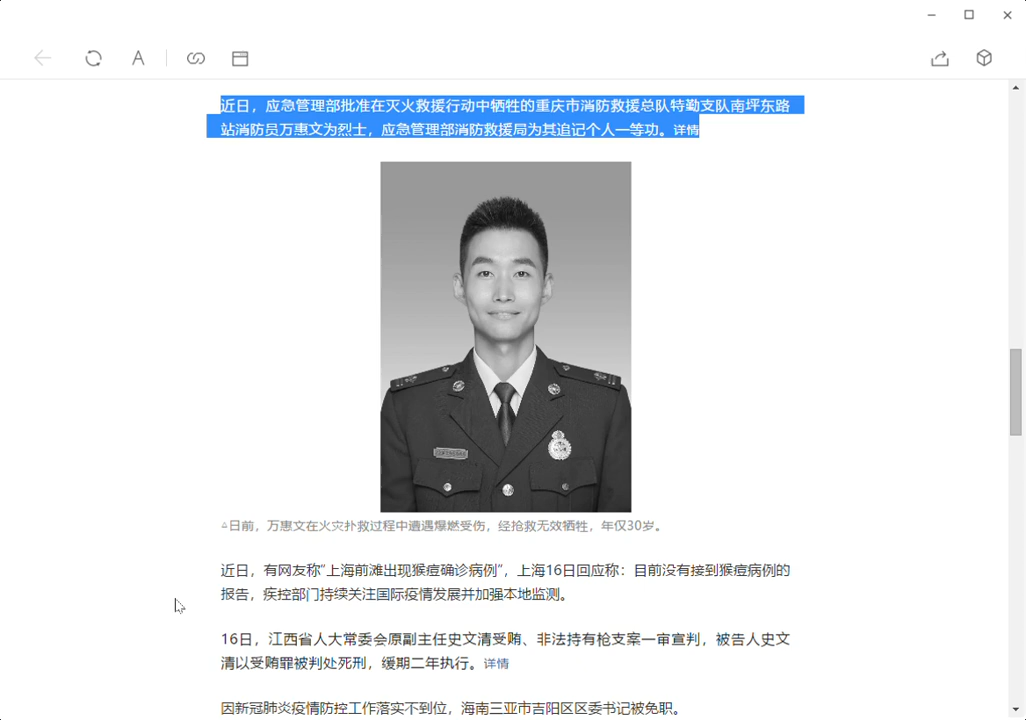 A
近日，应急管理部批准在灭火救援行动中牺牲的重庆市消防救援总队特勤支队南坪东路
站消防员万惠文为烈士，应急管理部消防救援局为其追记个人一等功。详情
△日前，万惠文在火灾扑救过程中遭遇爆燃受伤，经抢救无效牺牲，年仅30岁。
近日，有网友称“上海前滩出现猴痘确诊病例”，上海16日回应称：目前没有接到猴痘病例的
报告，疾控部门持续关注国际疫情发展并加强本地监测。
16日，江西省人大常委会原副主任史文清受贿、非法持有枪支案一审宣判，被告人史文
清以受贿罪被判处死刑，缓期二年执行。详情
因新冠肺炎疫情防控工作落实不到位，海南三亚市吉阳区区委书记被免职。